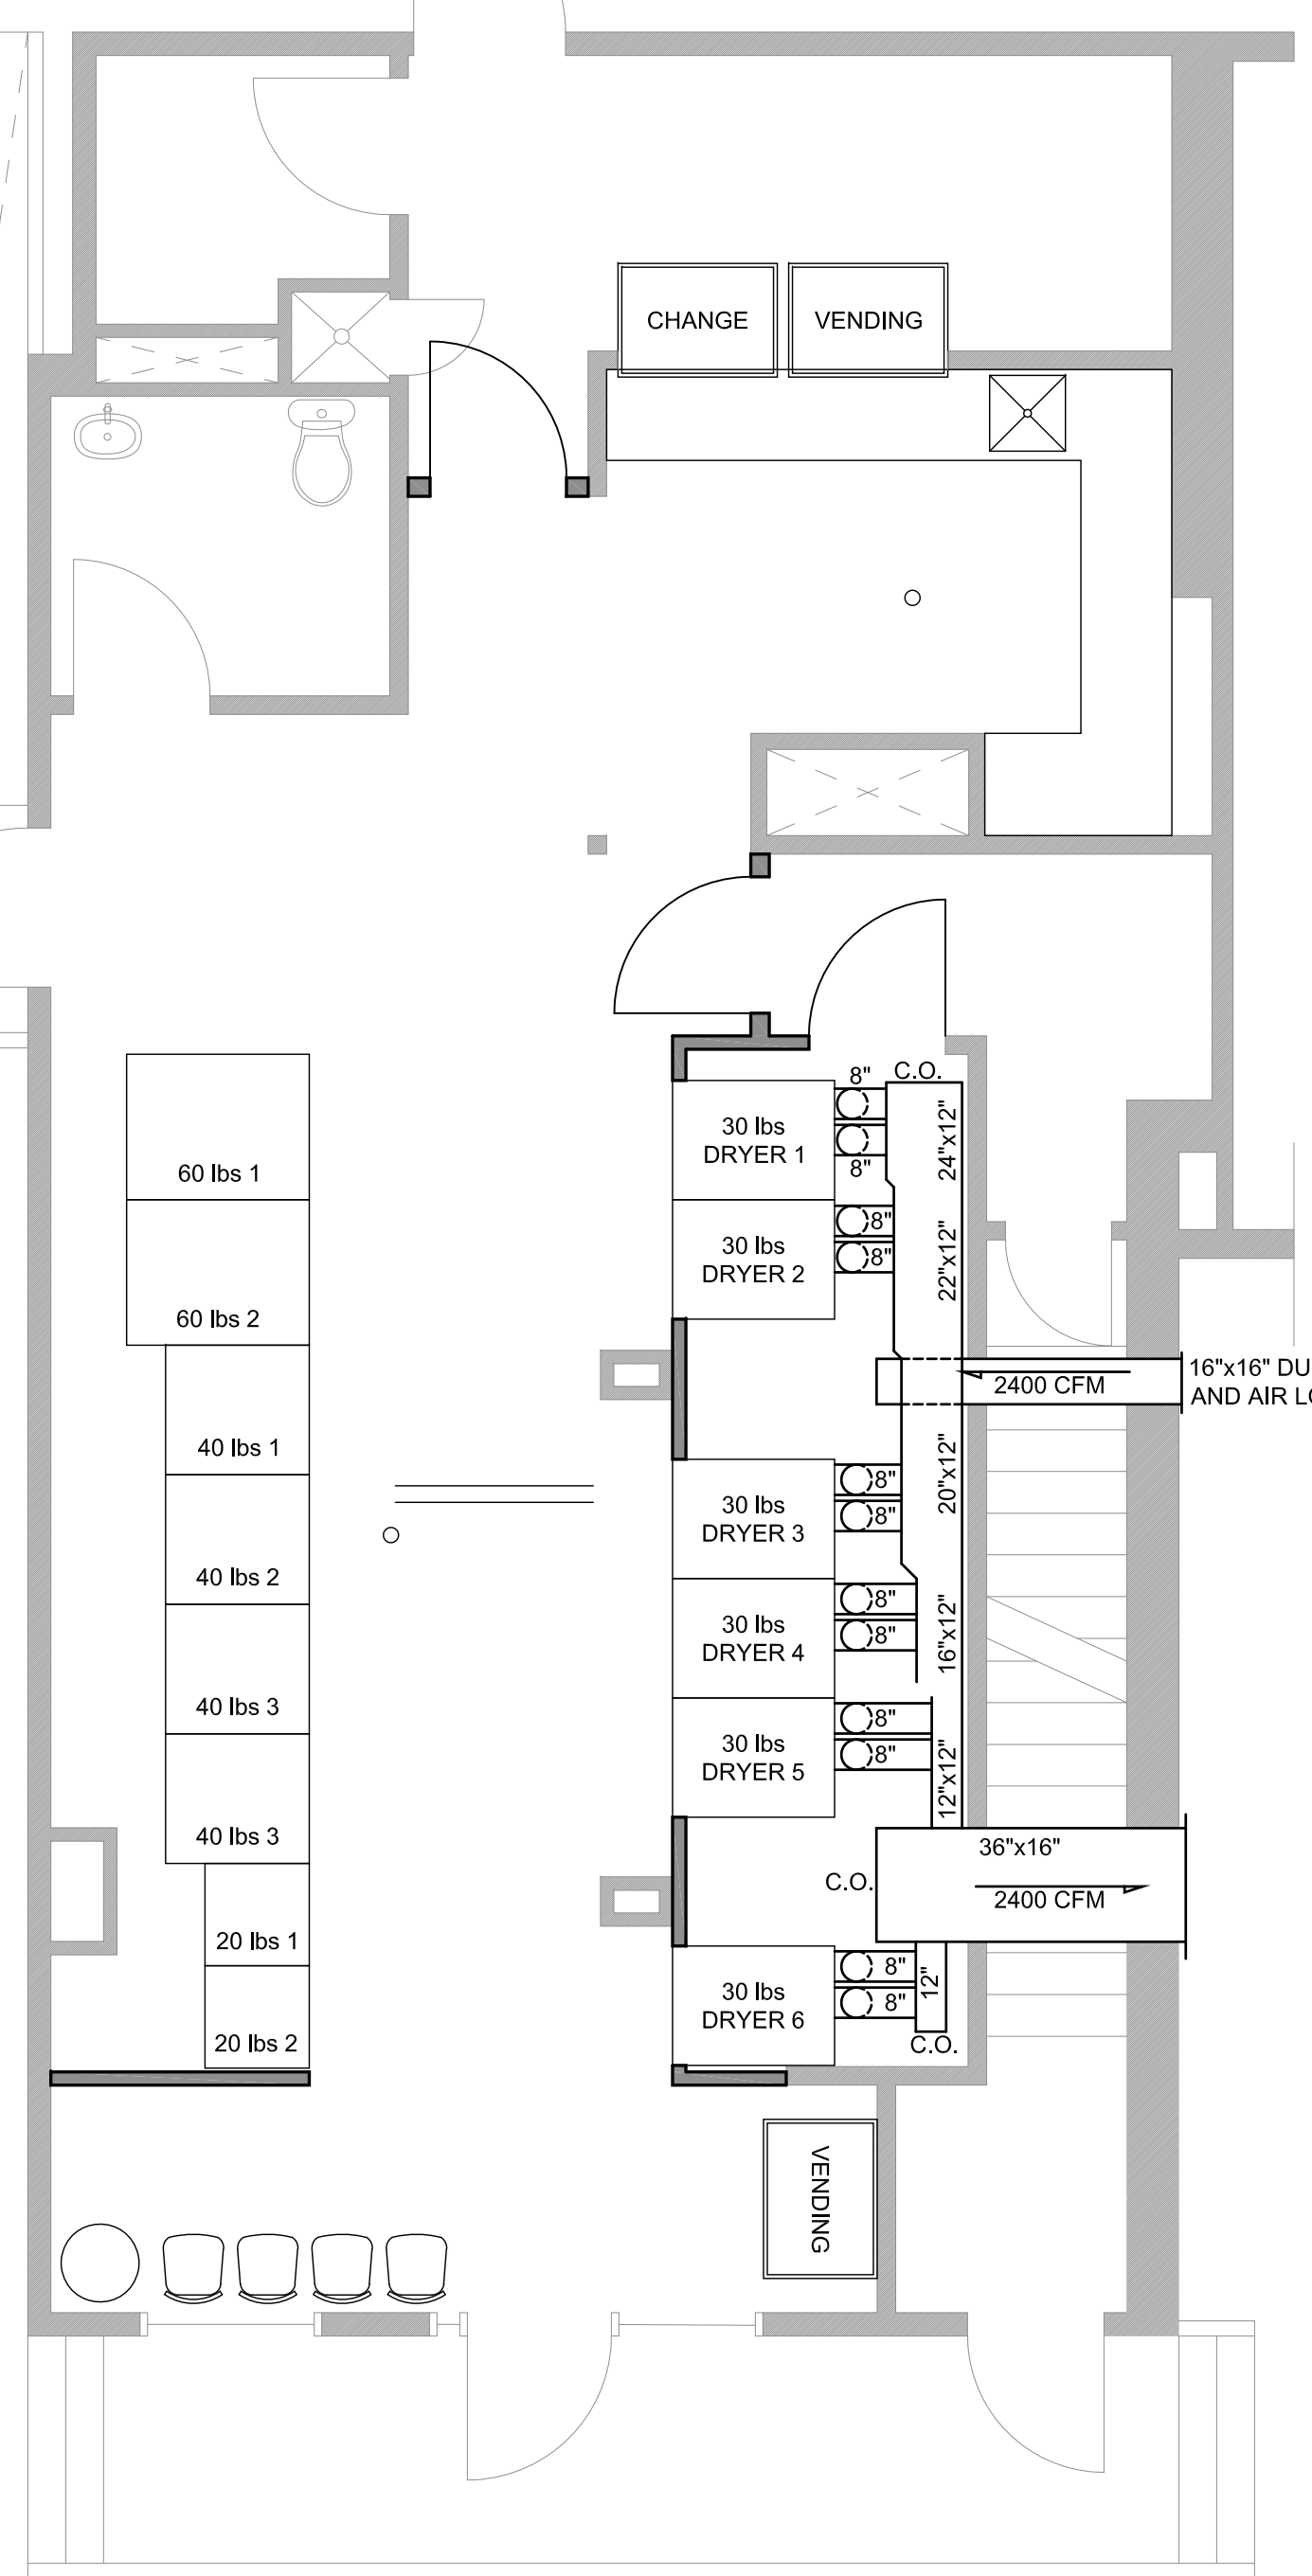 CHANGE
VENDING
8"
C.O.
30 lbs
DRYER 1
24"x12"
8"
60 lbs 1
30 lbs
DRYER 2
8"
8"
22"x12"
60 lbs 2
16"x16"
2400 CFM
AND AIR
40 lbs 1
20"x12"
30 lbs
DRYER 3
8"
8"
40 lbs 2
30 lbs
DRYER 4
8"
8"
16"x12"
40 lbs 3
30 lbs
DRYER 5
8"
8"
12"x12"
40 lbs 3
36"x16"
C.O.
2400 CFM
20 lbs 1
30 lbs
DRYER 6
8"
8"
12"
20 lbs 2
C.O.
VENDING